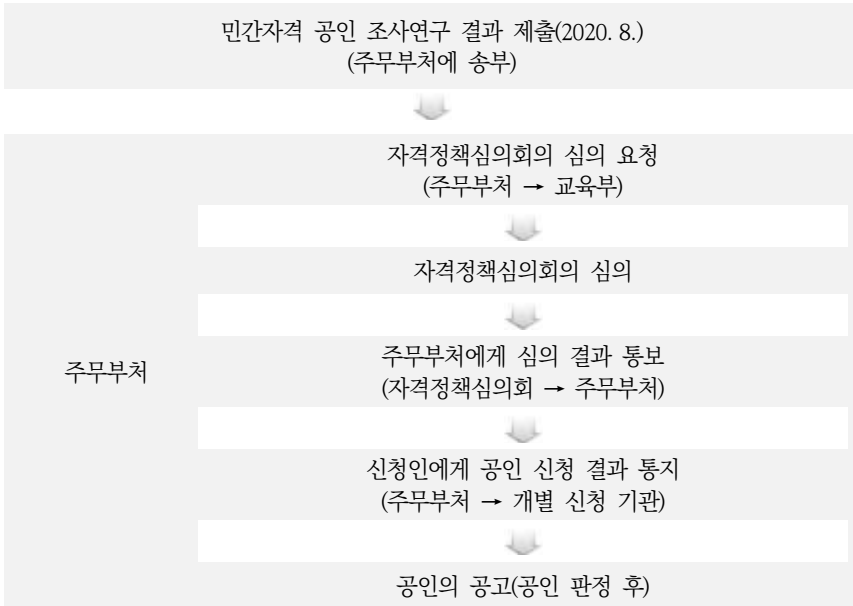 민간자격 공인 조사연구 결과 제출(2020. 8.)
(주무부처에 송부)
자격정책심의회의 심의 요청
(주무부처 → 교육부)
자격정책심의회의 심의
주무부처
주무부처에게 심의 결과 통보
(자격정책심의회 → 주무부처)
신청인에게 공인 신청 결과 통지
(주무부처 → 개별 신청 기관)
공인의 공고(공인 판정 후)